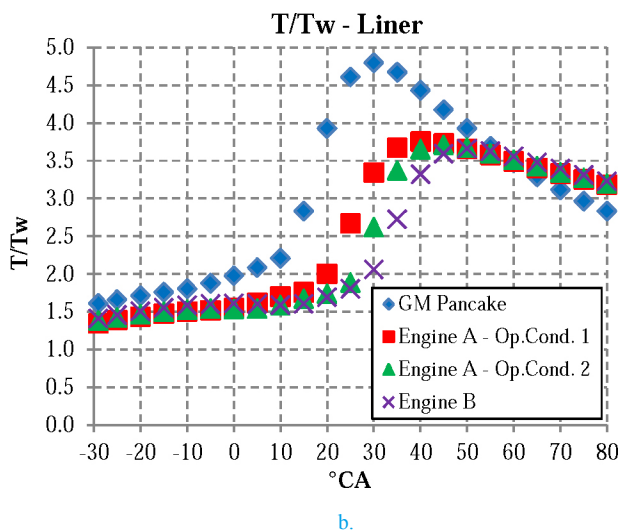 T/Tw - Liner
5.0
4.5
4.0
3.5
3.0
2.5
2.0
1.5
1.0
0.5
0.0
T/Tw
GM Pancake
Engine A - Op.Cond. 1
Engine A - Op.Cond. 2
Engine B
-30 -20 -10 0 10 20 30 40 50 60 70 80
°CA
b.